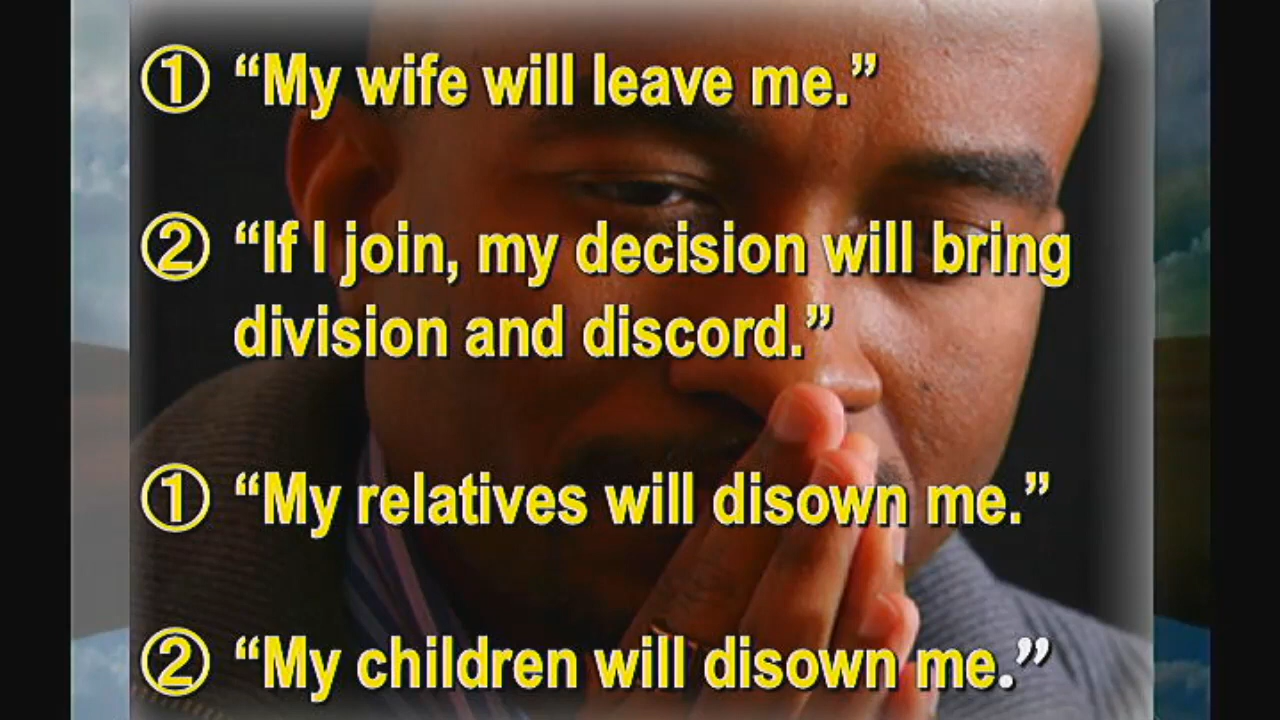 ① “My wife will leave me.”
② “If I join, my decision will bring
division and discord.”
① “My relatives will disown me.”
② “My children will disown me.”